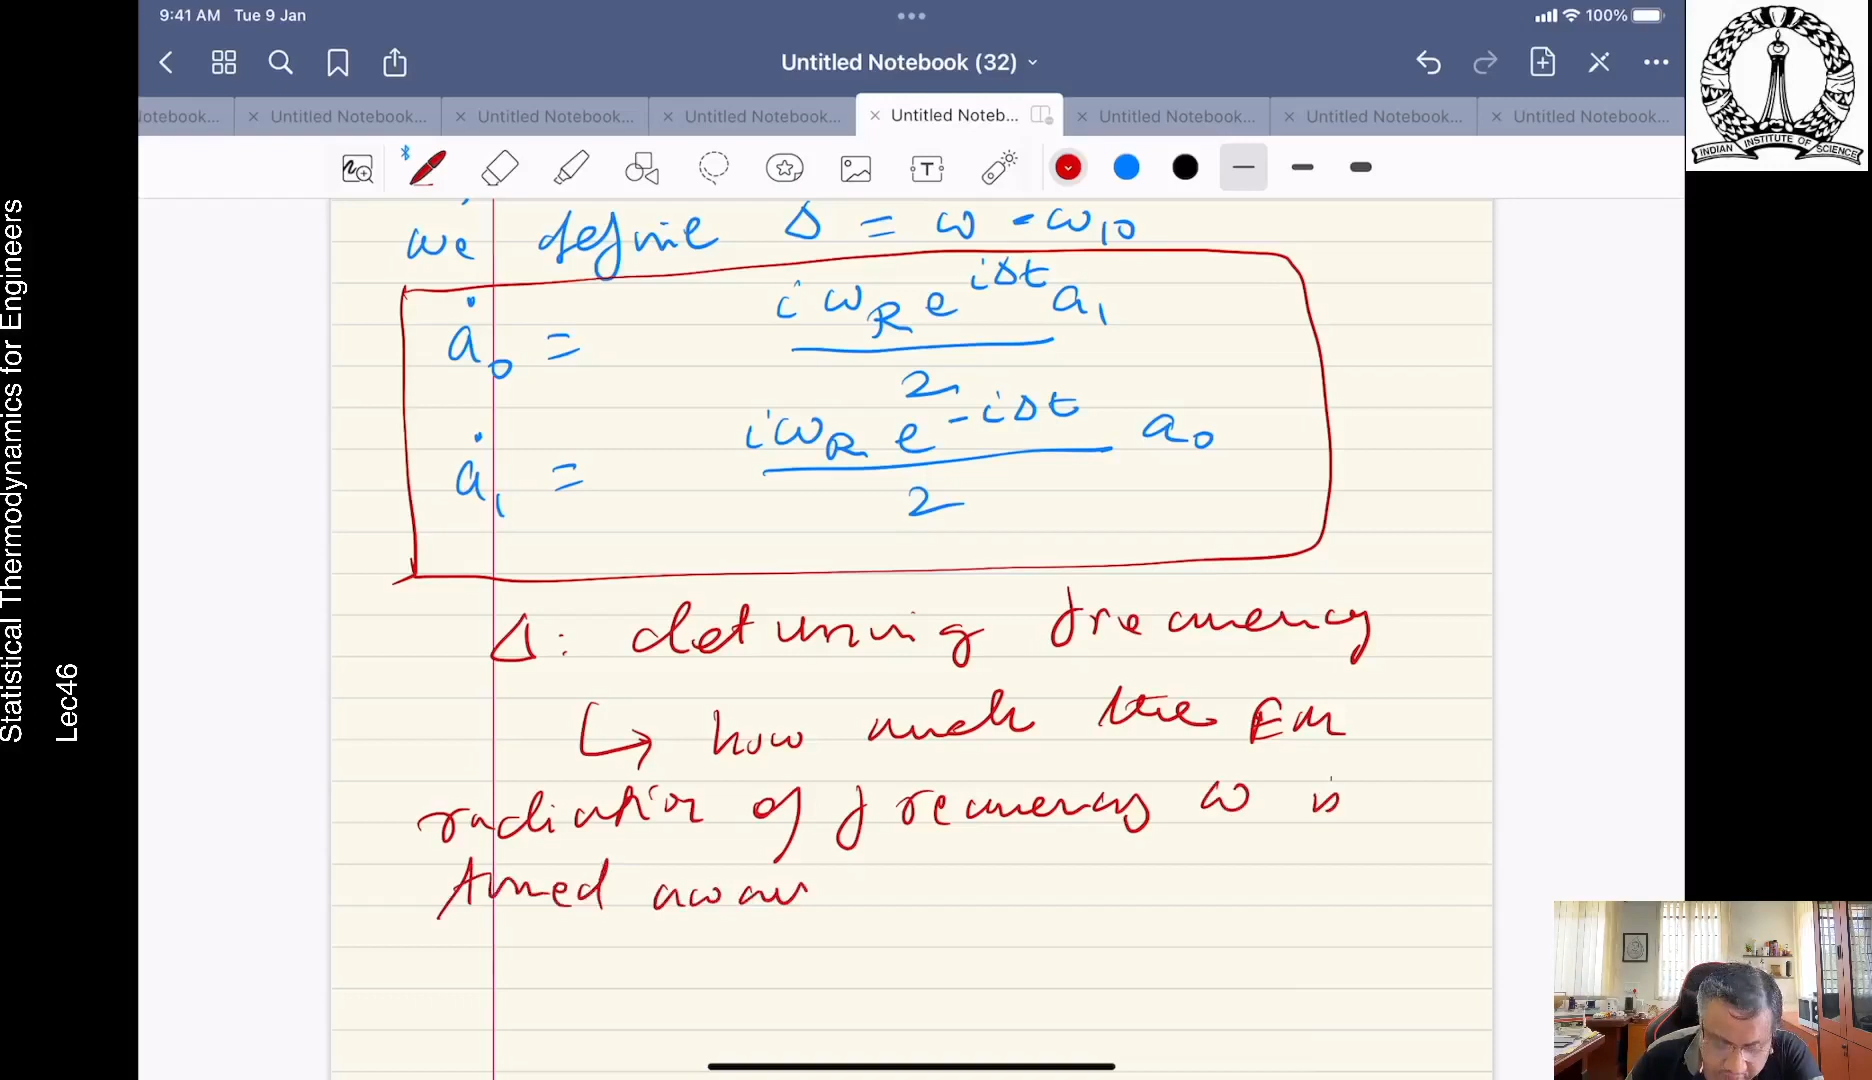 9:41 AM Tue 9 Jan
100%
Untitled Notebook (32)
otebook...
Untitled Notebook...
Untitled Notebook...
Untitled Notebook...
Untitled Noteb...
Untitled Notebook...
Untitled Notebook...
Untitled Notebook...
INDIAN INSTITUTE OF SCIENCE
Statistical Thermodynamics for Engineers
Lec46
we define Δ = ω - ω₁₀
ȧ₀ = iω_R e^{iΔt} a₁ / 2
ȧ₁ = iω_R e^{-iΔt} / 2 a₀
Δ: detuning frequency
↳ how much the EM
radiation of frequency ω is
tuned away